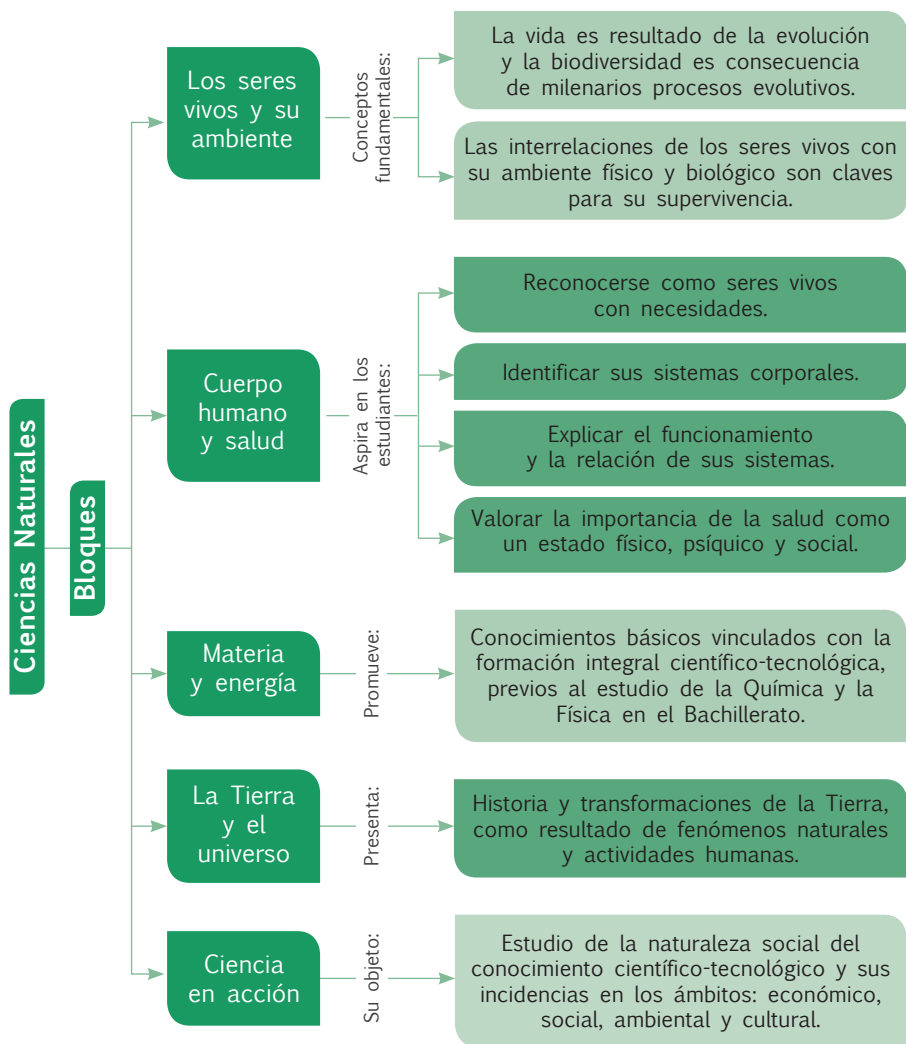 Ciencias Naturales
Bloques
Los seres
vivos y su
ambiente
Conceptos
fundamentales:
La vida es resultado de la evolución
y la biodiversidad es consecuencia
de milenarios procesos evolutivos.
Las interrelaciones de los seres vivos con
su ambiente físico y biológico son claves
para su supervivencia.
Cuerpo
humano
y salud
Aspira en los
estudiantes:
Reconocerse como seres vivos
con necesidades.
Identificar sus sistemas corporales.
Explicar el funcionamiento
y la relación de sus sistemas.
Valorar la importancia de la salud como
un estado físico, psíquico y social.
Materia
y energía
Promueve:
Conocimientos básicos vinculados con la
formación integral científico-tecnológica,
previos al estudio de la Química y la
Física en el Bachillerato.
La Tierra
y el
universo
Presenta:
Historia y transformaciones de la Tierra,
como resultado de fenómenos naturales
y actividades humanas.
Ciencia
en acción
Su objeto:
Estudio de la naturaleza social del
conocimiento científico-tecnológico y sus
incidencias en los ámbitos: económico,
social, ambiental y cultural.